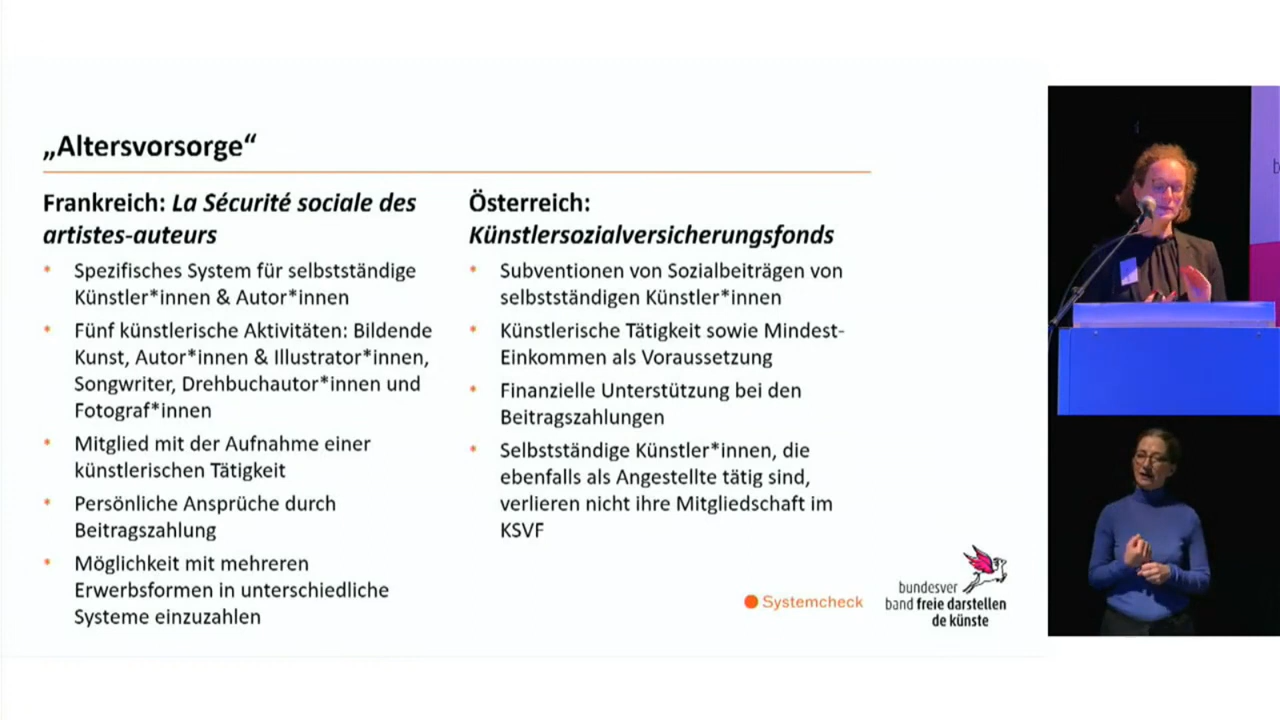 „Altersvorsorge“
Frankreich: La Sécurité sociale des
artistes-auteurs
* Spezifisches System für selbstständige
Künstler*innen & Autor*innen
* Fünf künstlerische Aktivitäten: Bildende
Kunst, Autor*innen & Illustrator*innen,
Songwriter, Drehbuchautor*innen und
Fotograf*innen
* Mitglied mit der Aufnahme einer
künstlerischen Tätigkeit
* Persönliche Ansprüche durch
Beitragszahlung
* Möglichkeit mit mehreren
Erwerbsformen in unterschiedliche
Systeme einzuzahlen
Österreich:
Künstlersozialversicherungsfonds
* Subventionen von Sozialbeiträgen von
selbstständigen Künstler*innen
* Künstlerische Tätigkeit sowie Mindest-
Einkommen als Voraussetzung
* Finanzielle Unterstützung bei den
Beitragszahlungen
* Selbstständige Künstler*innen, die
ebenfalls als Angestellte tätig sind,
verlieren nicht ihre Mitgliedschaft im
KSVF
Systemcheck
bundesver
band freie darstellen
de künste